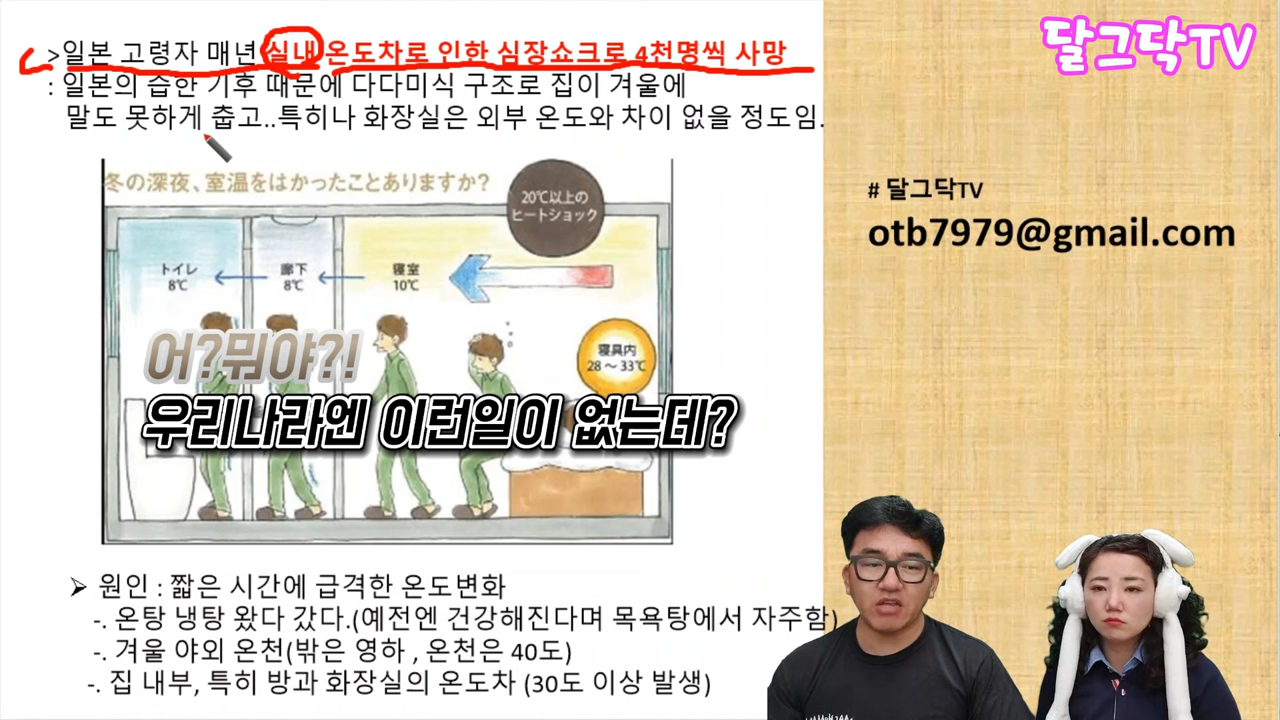 >일본 고령자 매년 실내 온도차로 인한 심장쇼크로 4천명씩 사망
: 일본의 습한 기후 때문에 다다미식 구조로 집이 겨울에
말도 못하게 춥고..특히나 화장실은 외부 온도와 차이 없을 정도임.
달그닥TV
# 달그닥TV
otb7979@gmail.com
冬の深夜、室温をはかったことありますか?
20℃以上の
ヒートショック
トイレ
8℃
廊下
8℃
寝室
10℃
寝具内
28〜33℃
어?뭐야?!
우리나라엔 이런일이 없는데?
➢ 원인 : 짧은 시간에 급격한 온도변화
-. 온탕 냉탕 왔다 갔다.(예전엔 건강해진다며 목욕탕에서 자주함)
-. 겨울 야외 온천(밖은 영하 , 온천은 40도)
-. 집 내부, 특히 방과 화장실의 온도차 (30도 이상 발생)